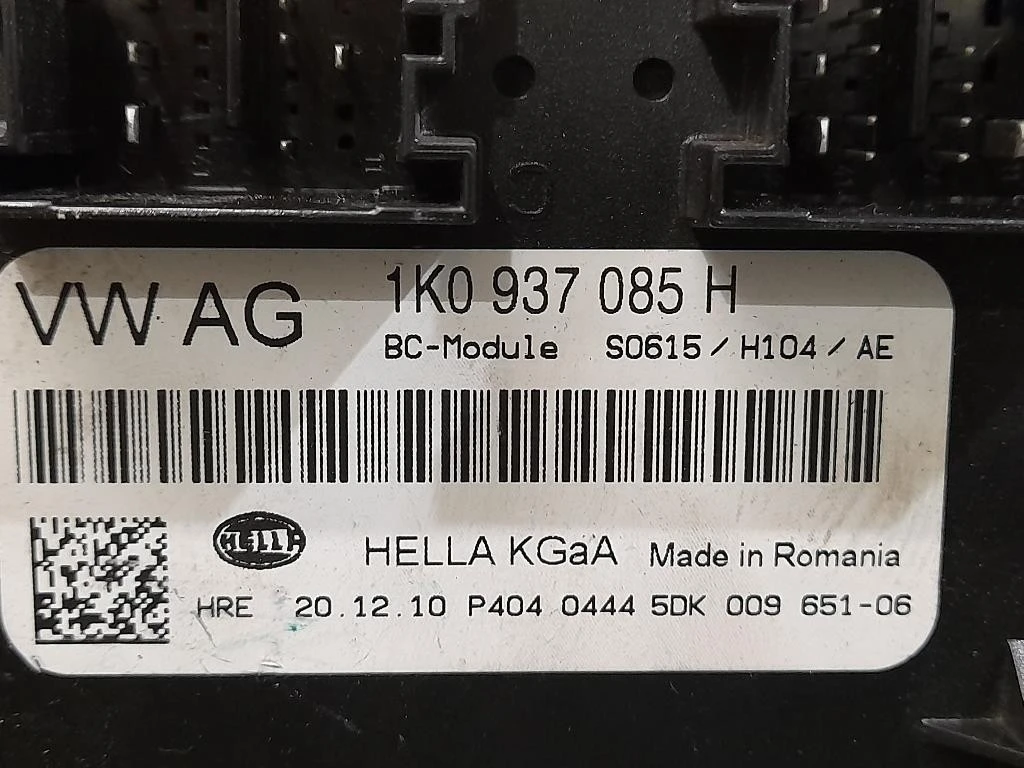 VW AG 1K0 937 085 H
BC-Module S0615/H104/AE
HELLA HELLA KGaA Made in Romania
HRE 20.12.10 P404 0444 5DK 009 651-06